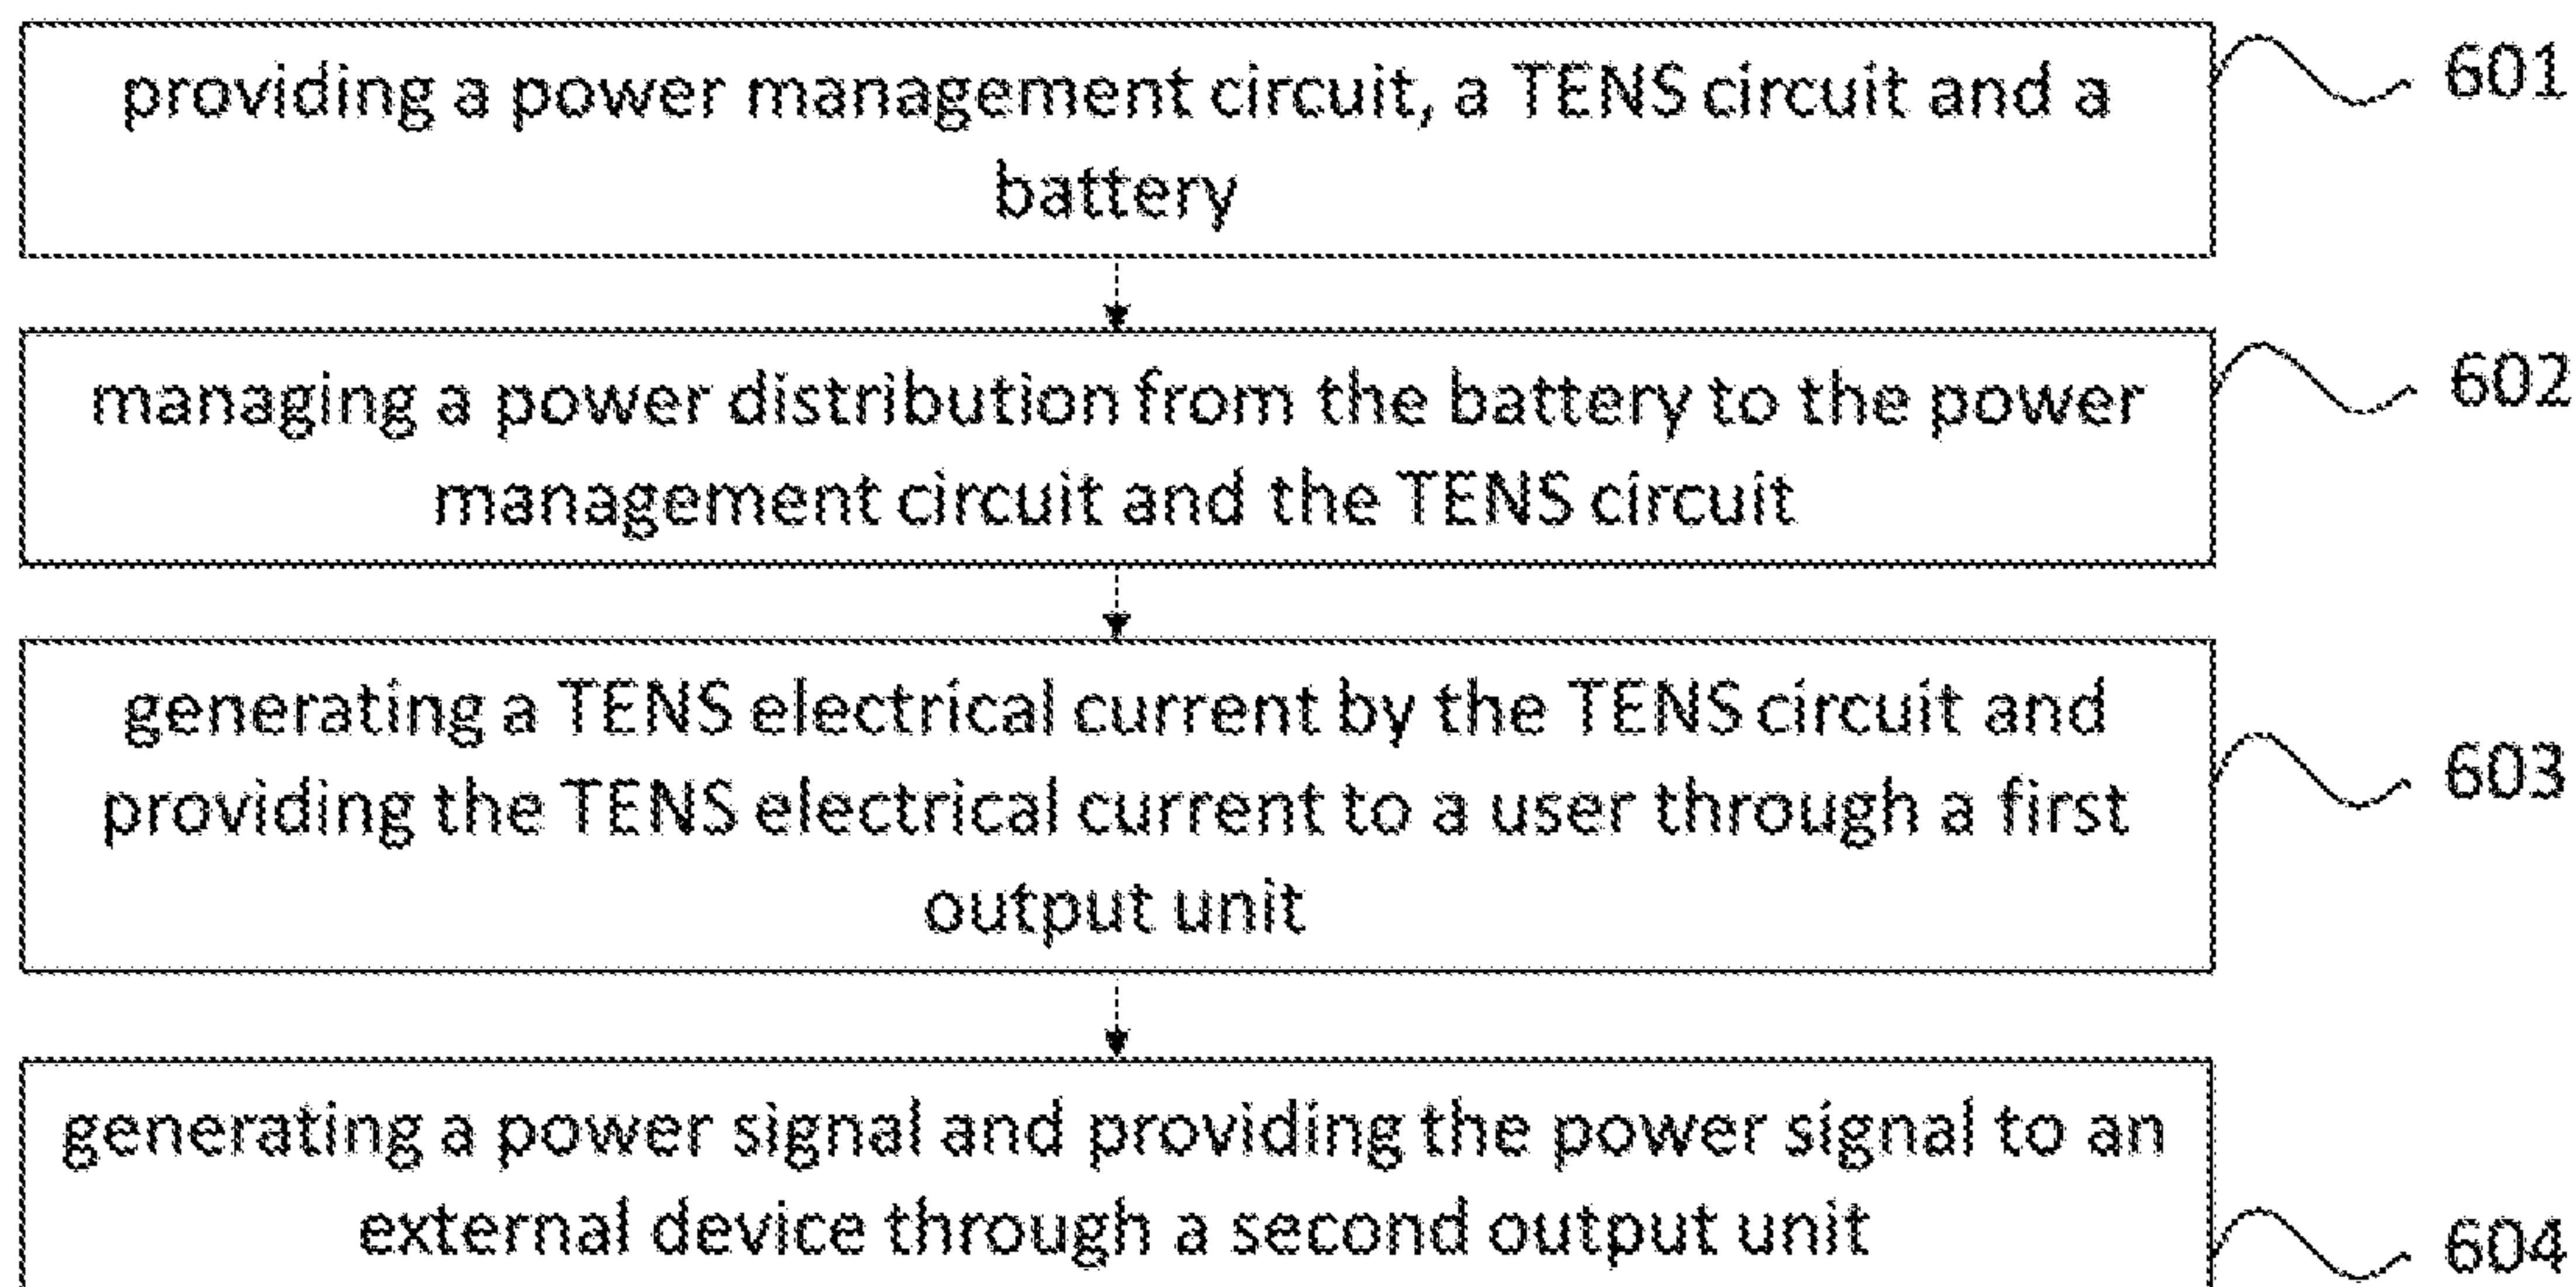 providing a power management circuit, a TENS circuit and a
battery
601
managing a power distribution from the battery to the power
management circuit and the TENS circuit
602
generating a TENS electrical current by the TENS circuit and
providing the TENS electrical current to a user through a first
output unit
603
generating a power signal and providing the power signal to an
external device through a second output unit
604